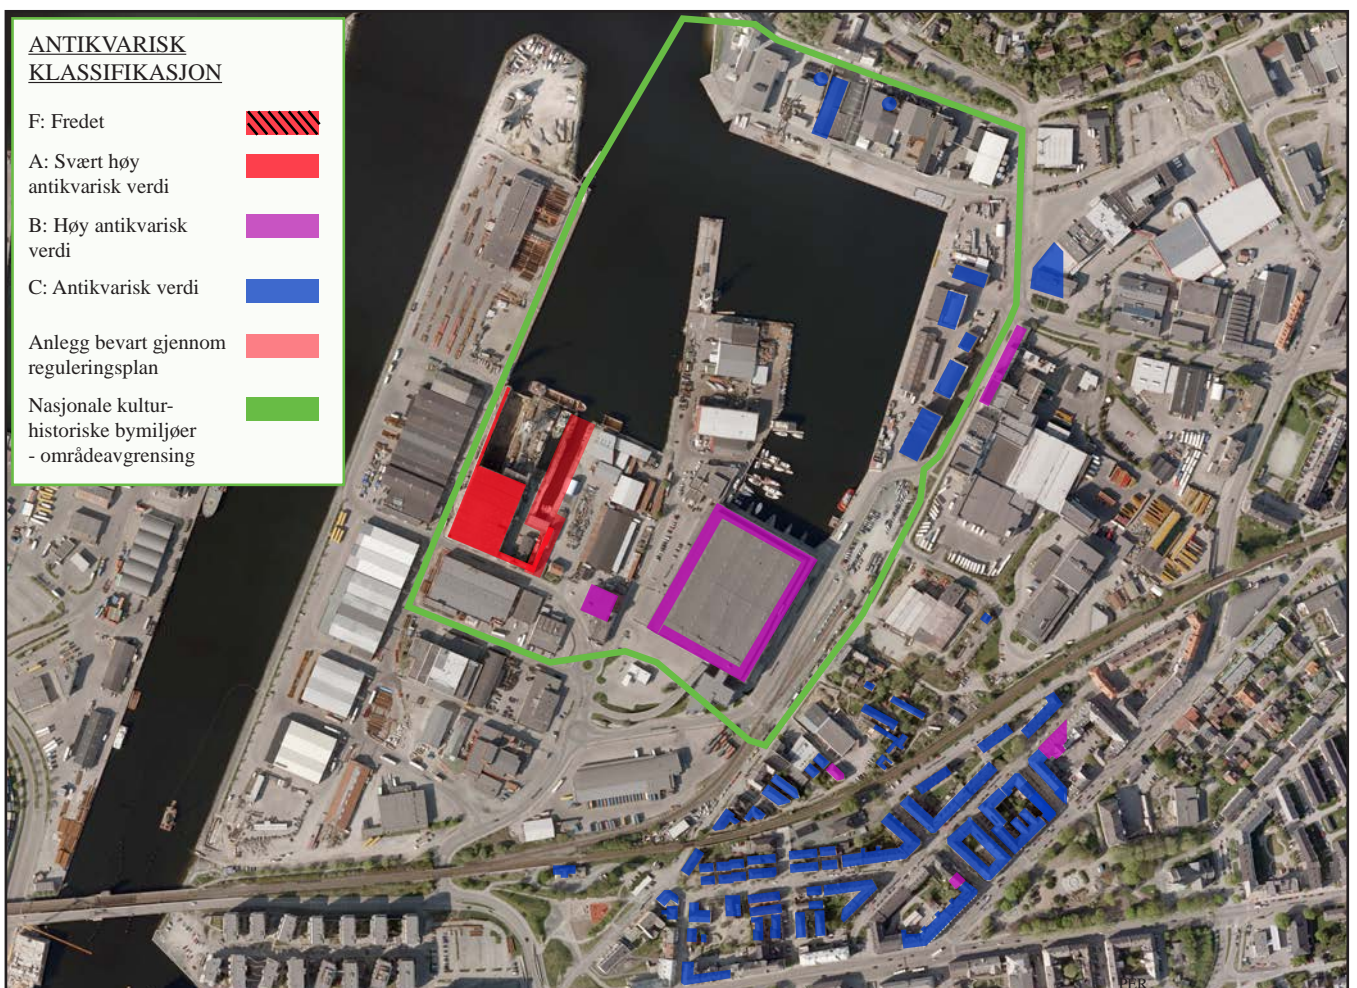 ANTIKVARISK
KLASSIFIKASJON
F: Fredet
A: Svært høy
antikvarisk verdi
B: Høy antikvarisk
verdi
C: Antikvarisk verdi
Anlegg bevart gjennom
reguleringsplan
Nasjonale kultur-
historiske bymiljøer
- områdeavgrensing
PER